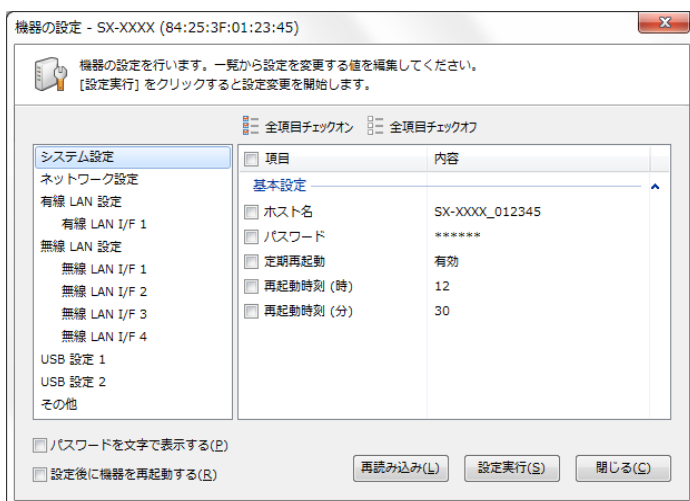 機器の設定 - SX-XXXX (84:25:3F:01:23:45)
機器の設定を行います。一覧から設定を変更する値を編集してください。
[設定実行] をクリックすると設定変更を開始します。
全項目チェックオン 全項目チェックオフ
システム設定
ネットワーク設定
有線 LAN 設定
有線 LAN I/F 1
無線 LAN 設定
無線 LAN I/F 1
無線 LAN I/F 2
無線 LAN I/F 3
無線 LAN I/F 4
USB 設定 1
USB 設定 2
その他
項目 内容
基本設定
ホスト名 SX-XXXX_012345
パスワード ******
定期再起動 有効
再起動時刻 (時) 12
再起動時刻 (分) 30
パスワードを文字で表示する(P)
設定後に機器を再起動する(R)
再読み込み(L) 設定実行(S) 閉じる(C)